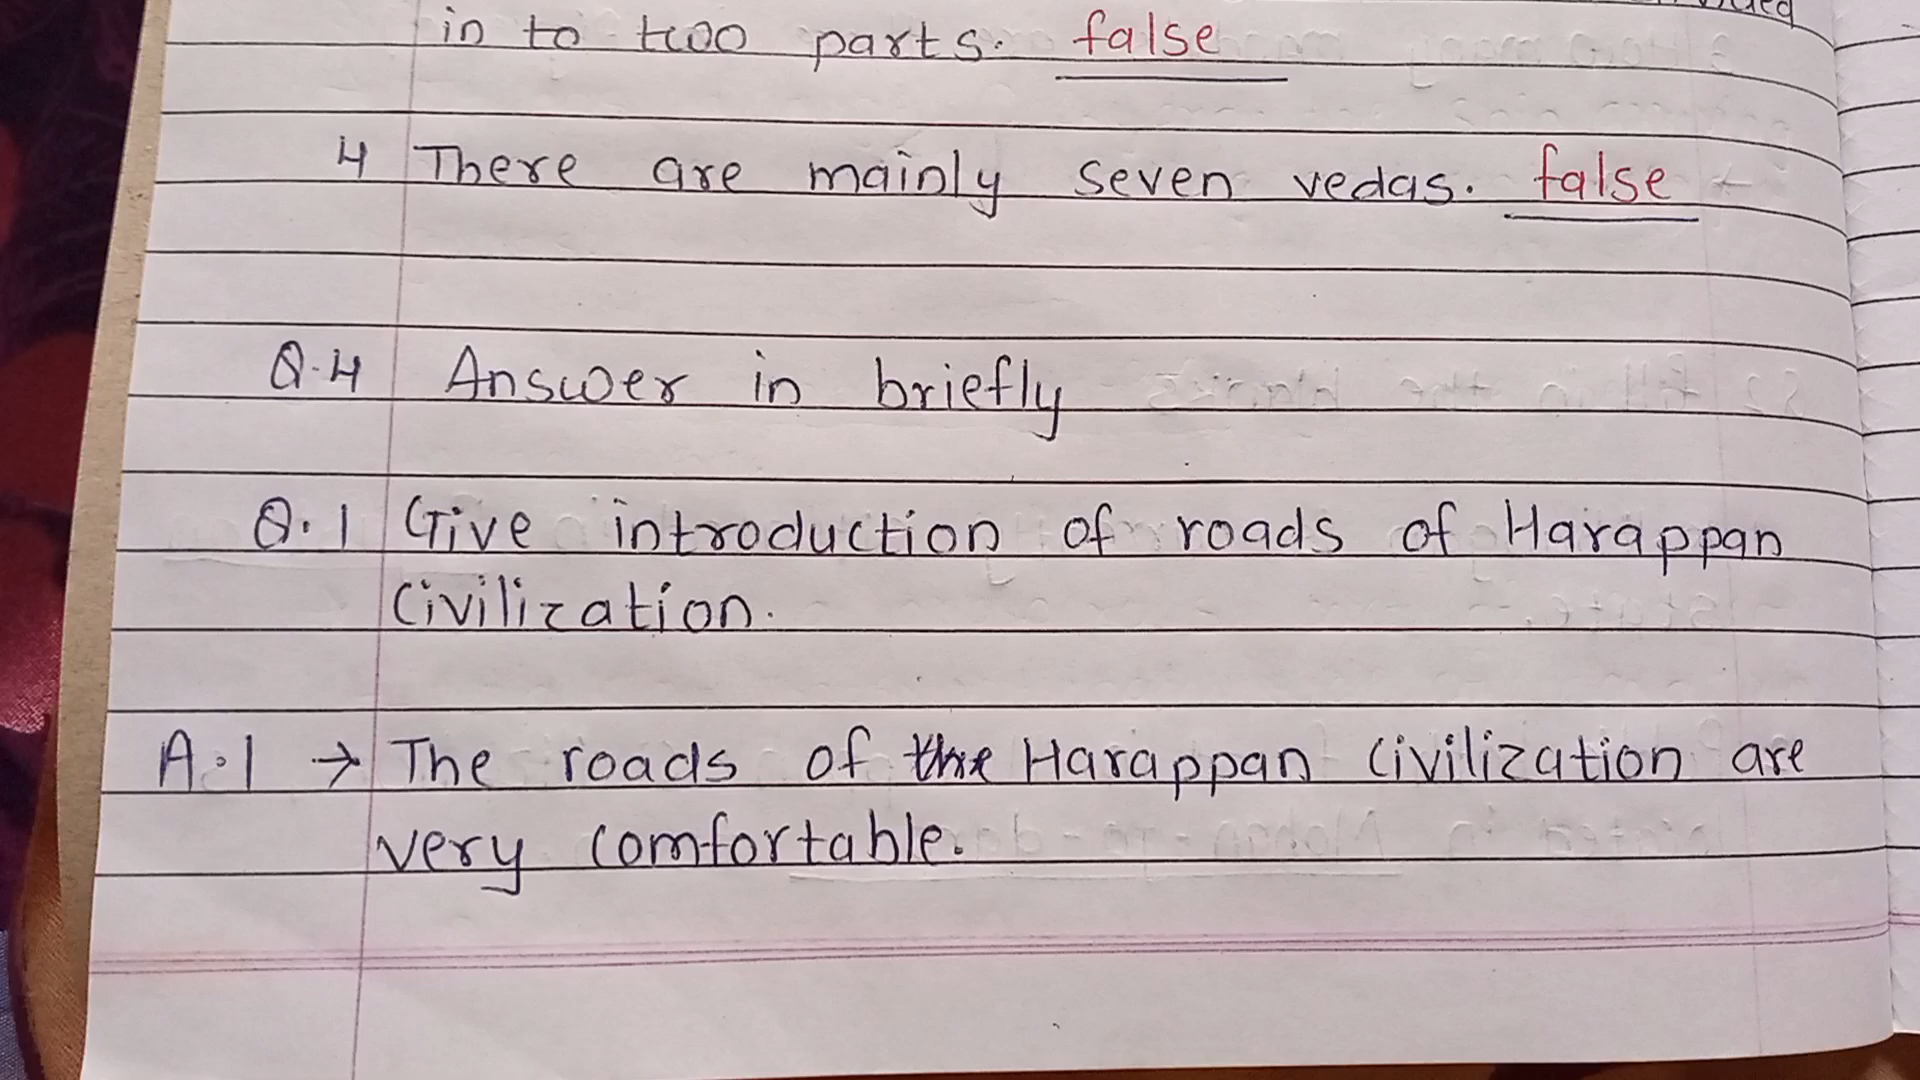 in to two parts. false
4 There are mainly seven vedas. false
Q.4 Answer in briefly
Q.1 Give introduction of roads of Harappan
Civilization.
A.1 → The roads of the Harappan Civilization are
very comfortable.